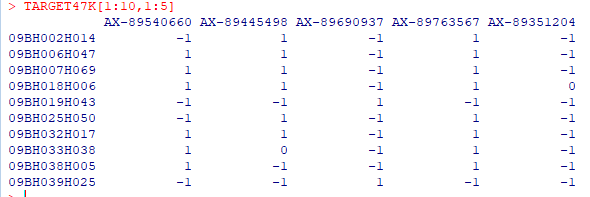 > TARGET47K[1:10,1:5]
AX-89540660 AX-89445498 AX-89690937 AX-89763567 AX-89351204
09BH002H014 -1 1 -1 1 -1
09BH006H047 1 1 -1 1 -1
09BH007H069 1 1 -1 1 -1
09BH018H006 1 1 -1 1 0
09BH019H043 -1 -1 1 -1 -1
09BH025H050 -1 1 -1 1 -1
09BH032H017 1 1 -1 1 -1
09BH033H038 1 0 -1 1 -1
09BH038H005 1 -1 -1 1 -1
09BH039H025 -1 -1 1 -1 -1
>